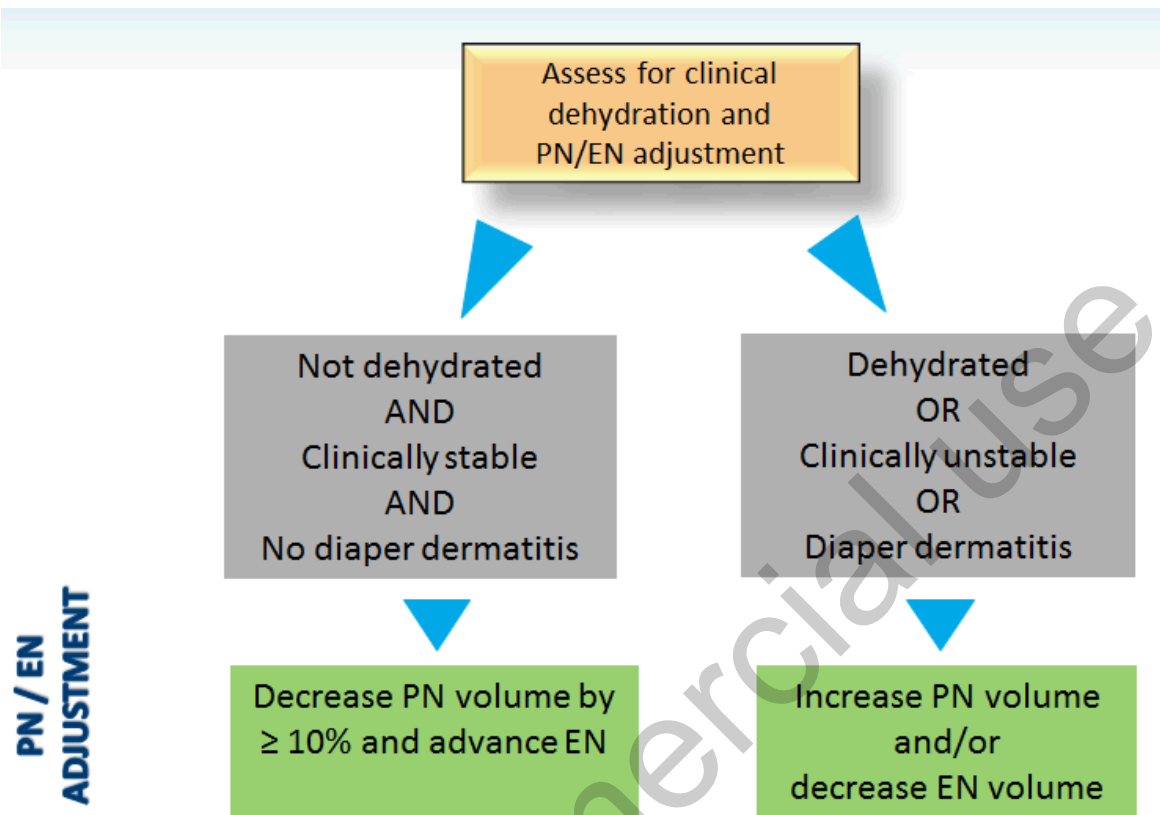 Assess for clinical
dehydration and
PN/EN adjustment
Not dehydrated
AND
Clinically stable
AND
No diaper dermatitis
Dehydrated
OR
Clinically unstable
OR
Diaper dermatitis
PN / EN
ADJUSTMENT
Decrease PN volume by
≥ 10% and advance EN
Increase PN volume
and/or
decrease EN volume
mercial use